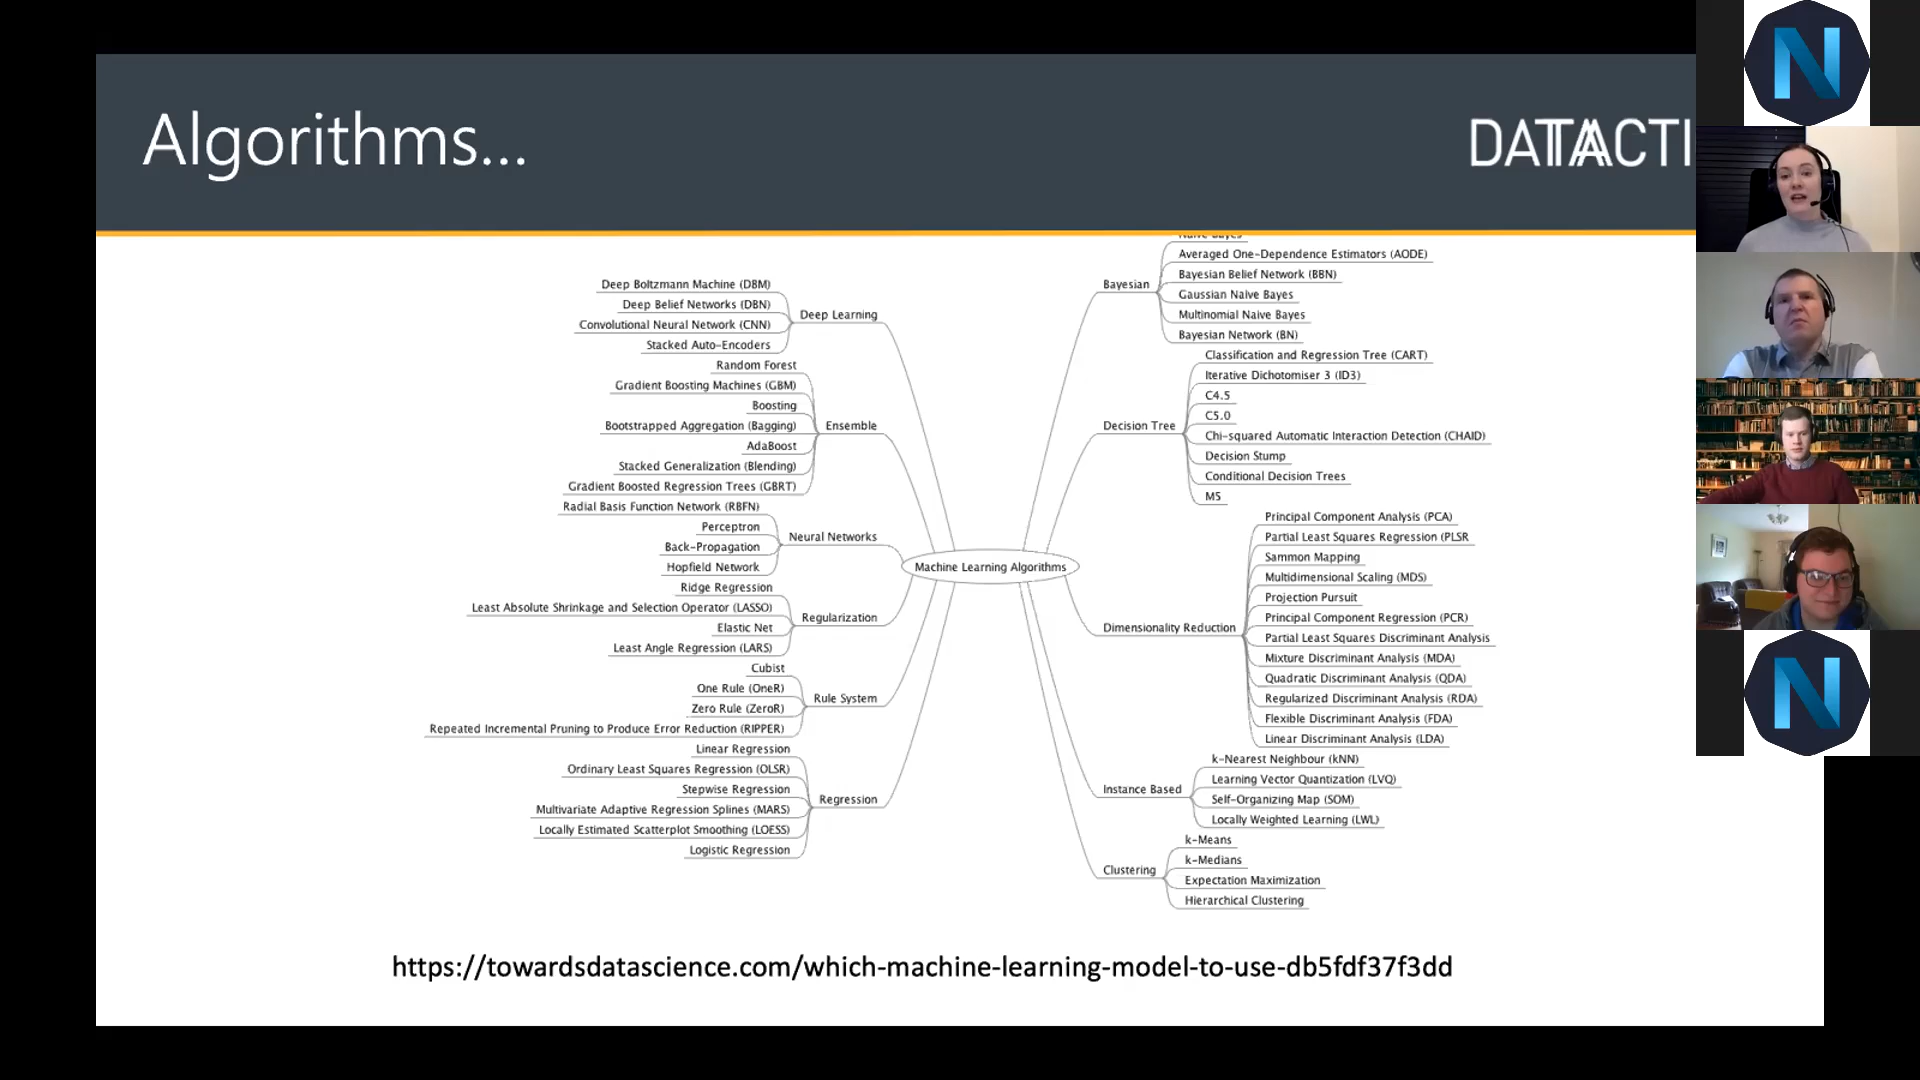 Algorithms...
DATACTI
Deep Boltzmann Machine (DBM)
Deep Belief Networks (DBN)
Convolutional Neural Network (CNN)
Stacked Auto-Encoders
Deep Learning
Random Forest
Gradient Boosting Machines (GBM)
Boosting
Bootstrapped Aggregation (Bagging)
AdaBoost
Stacked Generalization (Blending)
Gradient Boosted Regression Trees (GBRT)
Ensemble
Radial Basis Function Network (RBFN)
Perceptron
Back-Propagation
Hopfield Network
Neural Networks
Ridge Regression
Least Absolute Shrinkage and Selection Operator (LASSO)
Elastic Net
Least Angle Regression (LARS)
Regularization
Cubist
One Rule (OneR)
Zero Rule (ZeroR)
Repeated Incremental Pruning to Produce Error Reduction (RIPPER)
Rule System
Linear Regression
Ordinary Least Squares Regression (OLSR)
Stepwise Regression
Multivariate Adaptive Regression Splines (MARS)
Locally Estimated Scatterplot Smoothing (LOESS)
Logistic Regression
Regression
Machine Learning Algorithms
Bayesian
Naive Bayes
Averaged One-Dependence Estimators (AODE)
Bayesian Belief Network (BBN)
Gaussian Naive Bayes
Multinomial Naive Bayes
Bayesian Network (BN)
Decision Tree
Classification and Regression Tree (CART)
Iterative Dichotomiser 3 (ID3)
C4.5
C5.0
Chi-squared Automatic Interaction Detection (CHAID)
Decision Stump
Conditional Decision Trees
M5
Dimensionality Reduction
Principal Component Analysis (PCA)
Partial Least Squares Regression (PLSR
Sammon Mapping
Multidimensional Scaling (MDS)
Projection Pursuit
Principal Component Regression (PCR)
Partial Least Squares Discriminant Analysis
Mixture Discriminant Analysis (MDA)
Quadratic Discriminant Analysis (QDA)
Regularized Discriminant Analysis (RDA)
Flexible Discriminant Analysis (FDA)
Linear Discriminant Analysis (LDA)
Instance Based
k-Nearest Neighbour (kNN)
Learning Vector Quantization (LVQ)
Self-Organizing Map (SOM)
Locally Weighted Learning (LWL)
Clustering
k-Means
k-Medians
Expectation Maximization
Hierarchical Clustering
https://towardsdatascience.com/which-machine-learning-model-to-use-db5fdf37f3dd
N
N